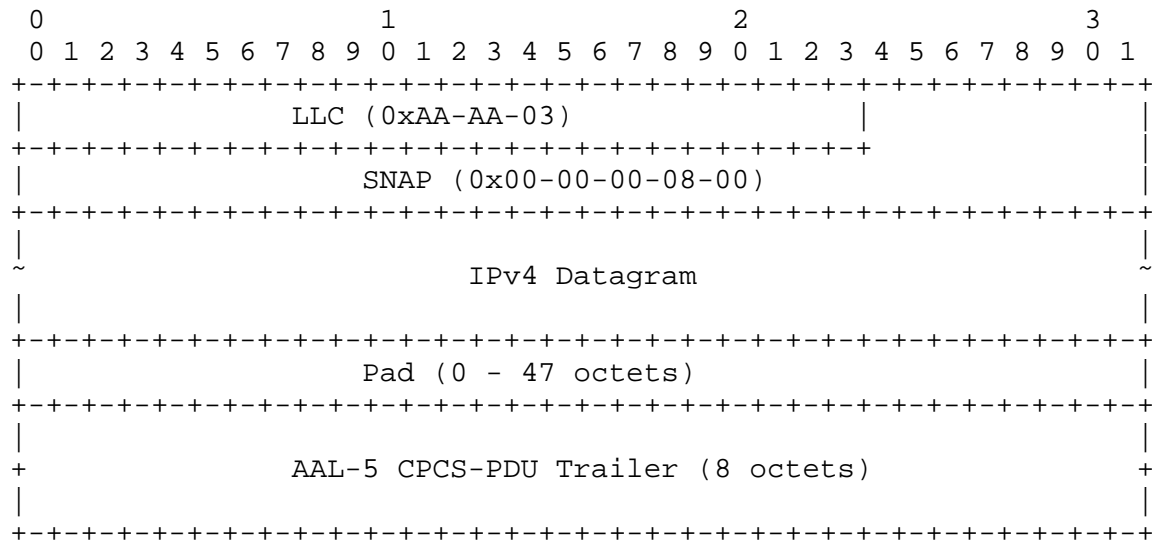 0                   1                   2                   3
0 1 2 3 4 5 6 7 8 9 0 1 2 3 4 5 6 7 8 9 0 1 2 3 4 5 6 7 8 9 0 1
+-+-+-+-+-+-+-+-+-+-+-+-+-+-+-+-+-+-+-+-+-+-+-+-+-+-+-+-+-+-+-+-+
|               LLC (0xAA-AA-03)                |               |
+-+-+-+-+-+-+-+-+-+-+-+-+-+-+-+-+-+-+-+-+-+-+-+-+               |
|                   SNAP (0x00-00-00-08-00)                     |
+-+-+-+-+-+-+-+-+-+-+-+-+-+-+-+-+-+-+-+-+-+-+-+-+-+-+-+-+-+-+-+-+
|                                                               |
~                         IPv4 Datagram                         ~
|                                                               |
+-+-+-+-+-+-+-+-+-+-+-+-+-+-+-+-+-+-+-+-+-+-+-+-+-+-+-+-+-+-+-+-+
|                   Pad (0 - 47 octets)                         |
+-+-+-+-+-+-+-+-+-+-+-+-+-+-+-+-+-+-+-+-+-+-+-+-+-+-+-+-+-+-+-+-+
|                                                               |
+               AAL-5 CPCS-PDU Trailer (8 octets)               +
|                                                               |
+-+-+-+-+-+-+-+-+-+-+-+-+-+-+-+-+-+-+-+-+-+-+-+-+-+-+-+-+-+-+-+-+